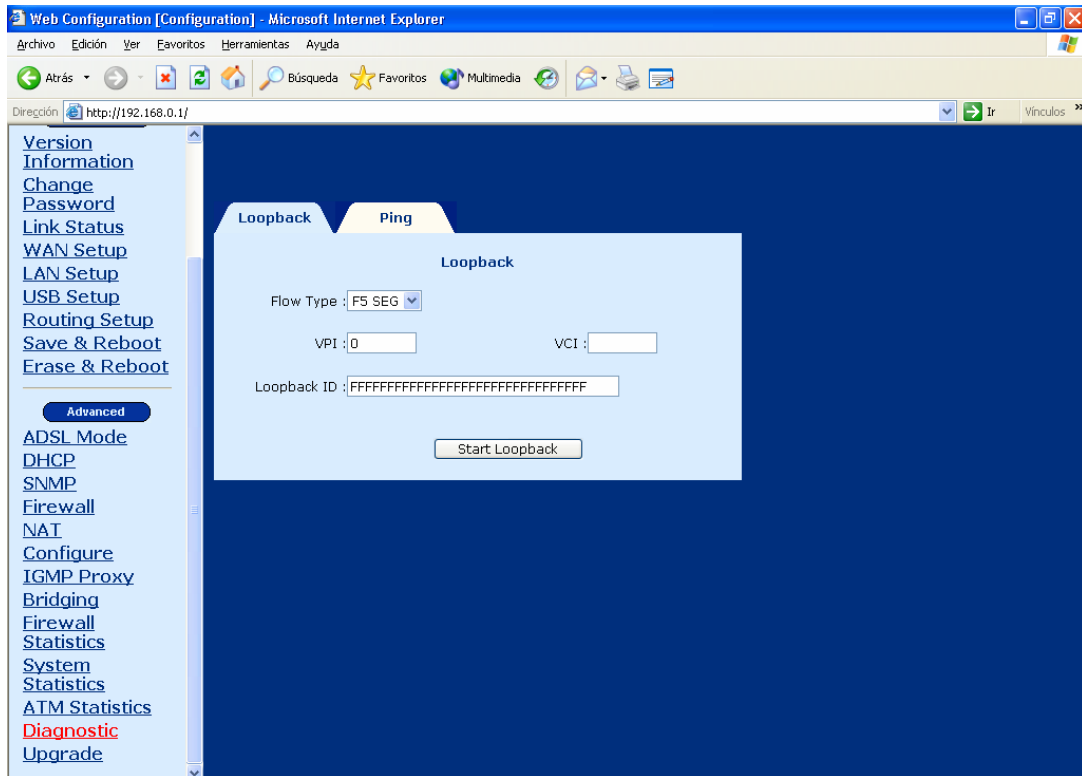 Web Configuration [Configuration] - Microsoft Internet Explorer
Archivo Edición Ver Favoritos Herramientas Ayuda
Atrás Búsqueda Favoritos Multimedia
Dirección http://192.168.0.1/ Ir Vínculos »
Version
Information
Change
Password
Link Status
WAN Setup
LAN Setup
USB Setup
Routing Setup
Save & Reboot
Erase & Reboot
Advanced
ADSL Mode
DHCP
SNMP
Firewall
NAT
Configure
IGMP Proxy
Bridging
Firewall
Statistics
System
Statistics
ATM Statistics
Diagnostic
Upgrade
Loopback Ping
Loopback
Flow Type : F5 SEG
VPI : 0 VCI :
Loopback ID : FFFFFFFFFFFFFFFFFFFFFFFFFFFFFFFF
Start Loopback